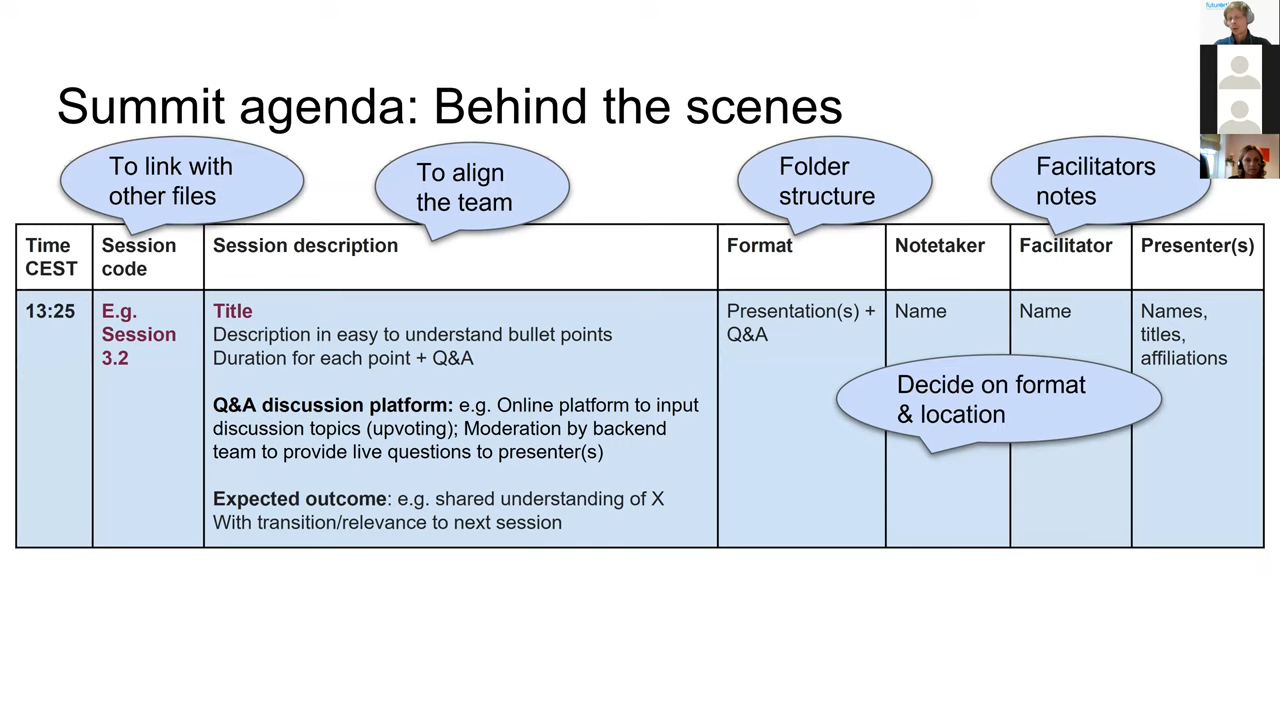 Summit agenda: Behind the scenes
To link with
other files
To align
the team
Folder
structure
Facilitators
notes
Time
CEST
Session
code
Session description
Format
Notetaker
Facilitator
Presenter(s)
13:25
E.g.
Session
3.2
Title
Description in easy to understand bullet points
Duration for each point + Q&A
Q&A discussion platform: e.g. Online platform to input
discussion topics (upvoting); Moderation by backend
team to provide live questions to presenter(s)
Expected outcome: e.g. shared understanding of X
With transition/relevance to next session
Presentation(s) +
Q&A
Name
Name
Names,
titles,
affiliations
Decide on format
& location